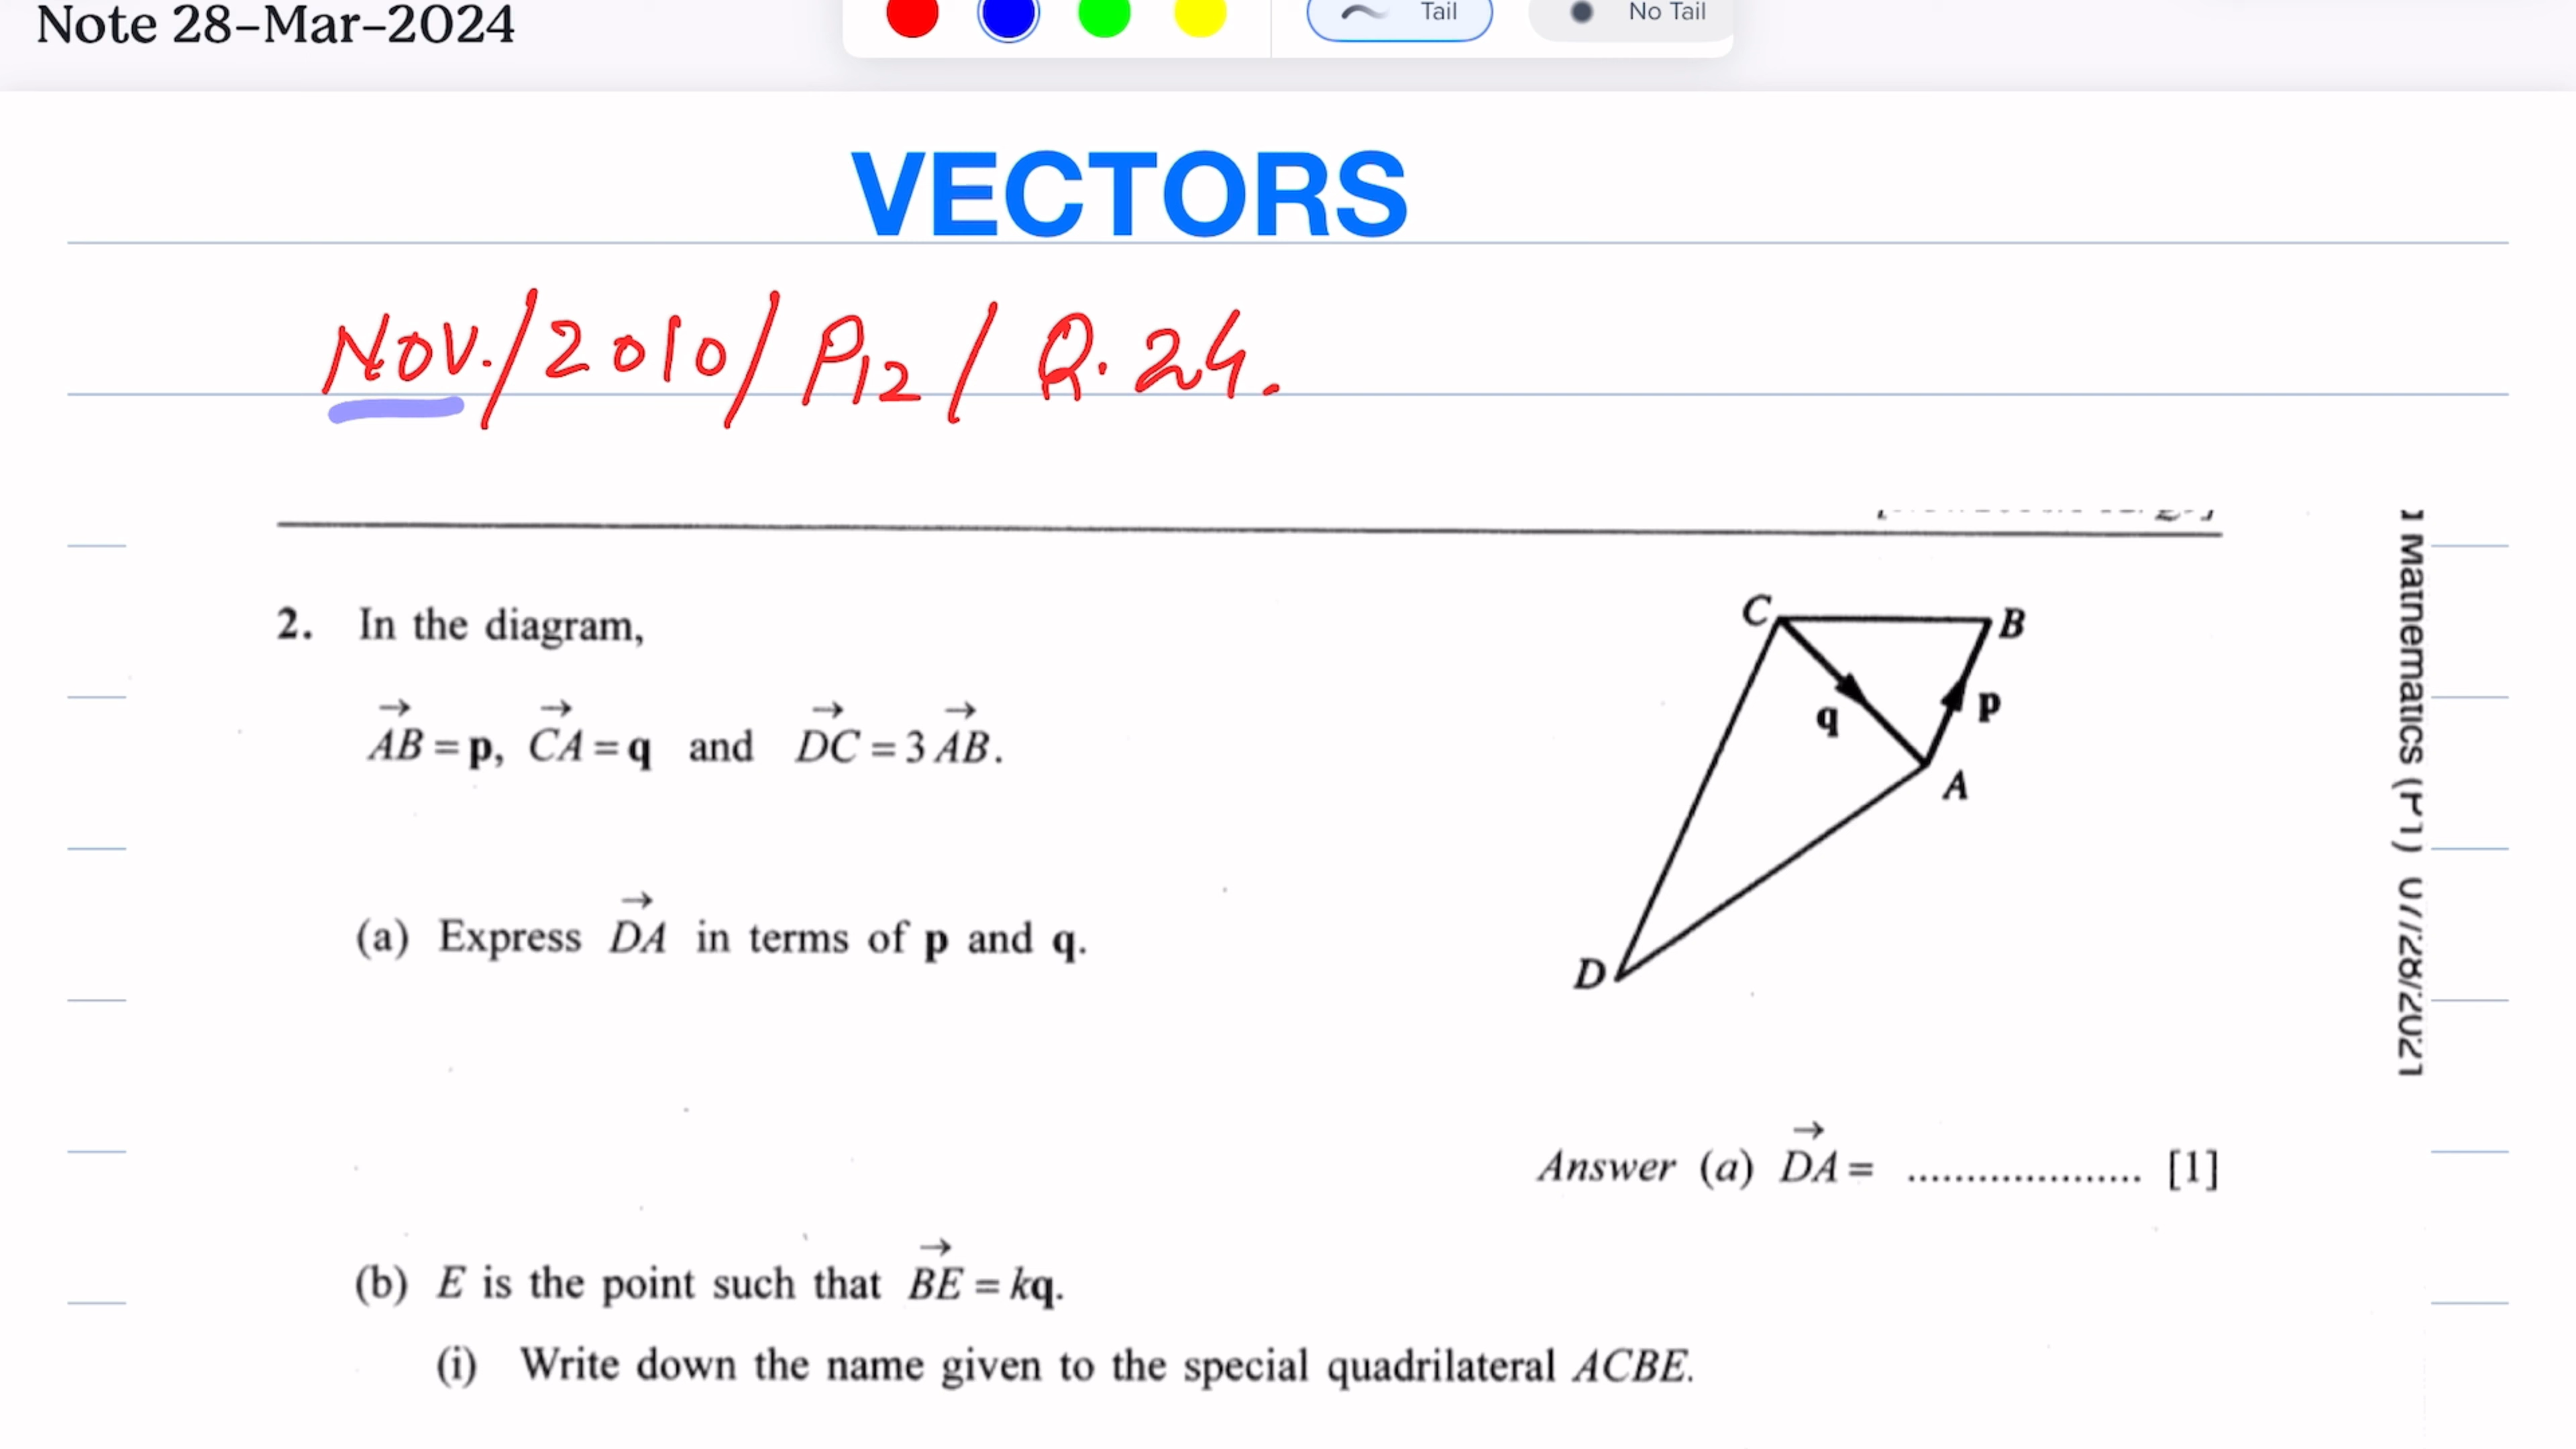 Note 28-Mar-2024
Tail
No Tail
VECTORS
Nov./2010/P12/Q.24.
2. In the diagram,
AB = p, CA = q and DC = 3 AB.
C
B
q
p
A
D
(a) Express DA in terms of p and q.
Answer (a) DA = .................... [1]
(b) E is the point such that BE = kq.
(i) Write down the name given to the special quadrilateral ACBE.
Mathematics (P1) 07/28/2021